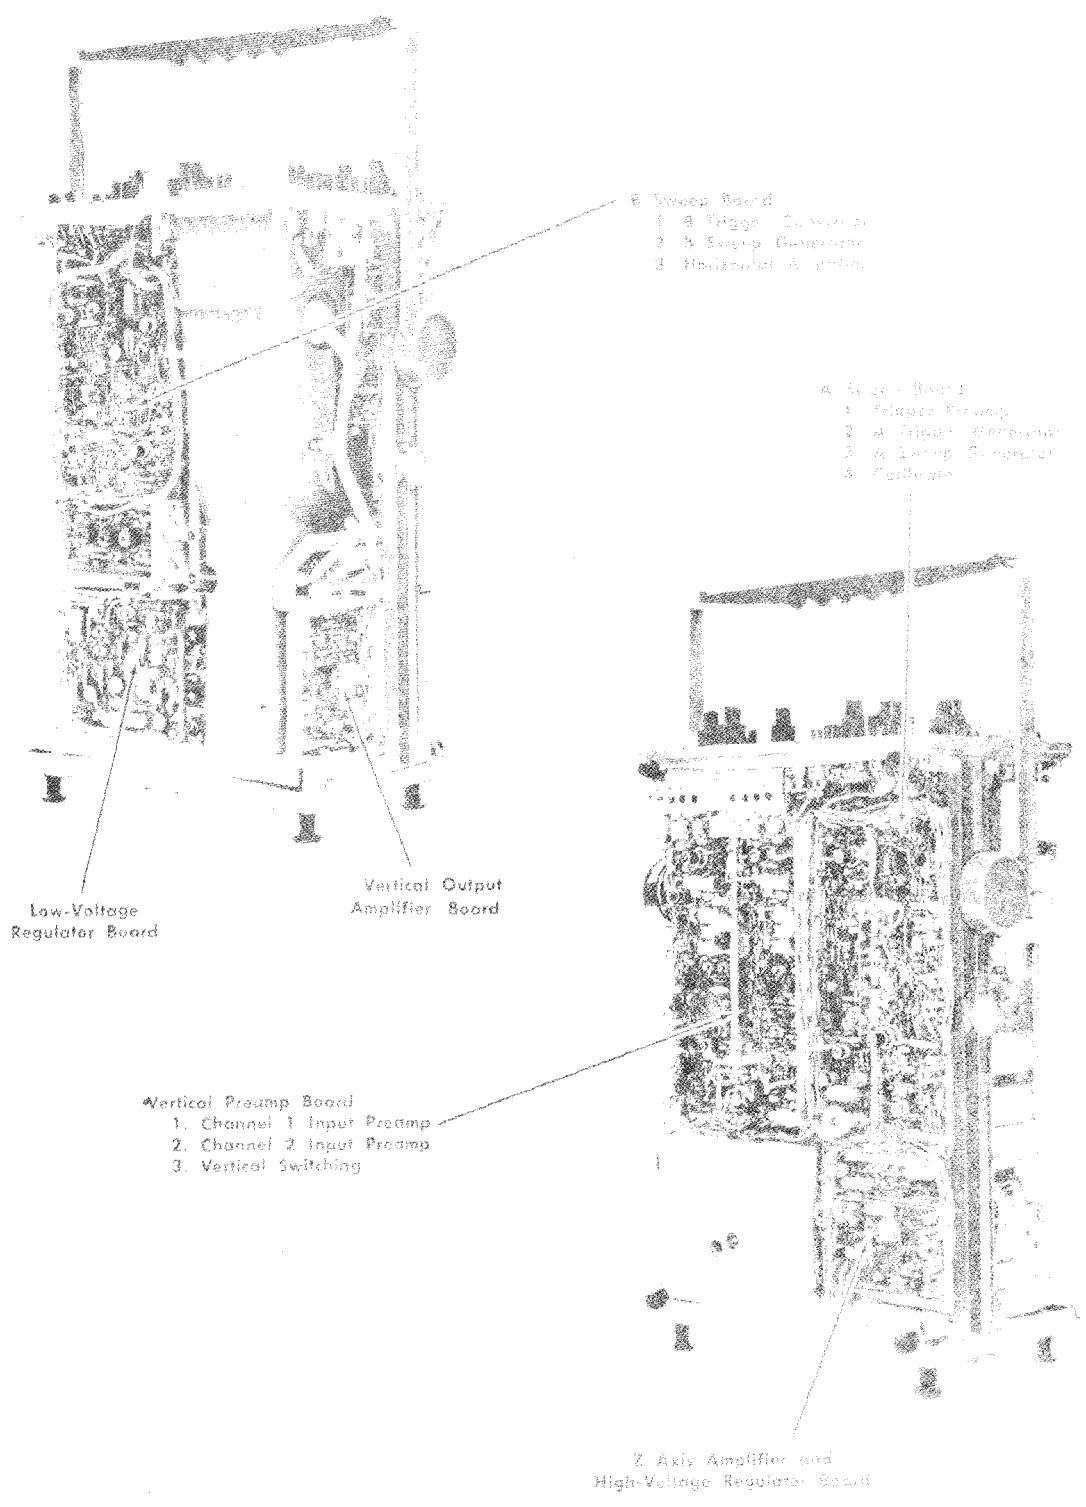 B Sweep Board
1 B Trigge Generator
2 B Sweep Generator
3 Horizontal Amplifier
A Sweep Board
1 Trigger Preamp
2 A Trigger Generator
3 A Sweep Generator
4
Vertical Output
Amplifier Board
Low-Voltage
Regulator Board
Vertical Preamp Board
1. Channel 1 Input Preamp
2. Channel 2 Input Preamp
3. Vertical Switching
Z Axis Amplifier and
High-Voltage Regulator Board